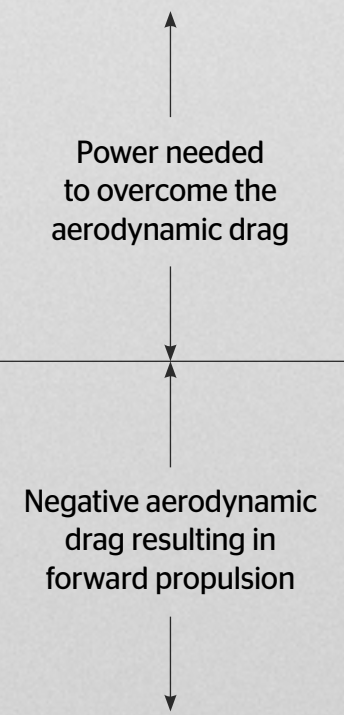 Power needed
to overcome the
aerodynamic drag
Negative aerodynamic
drag resulting in
forward propulsion